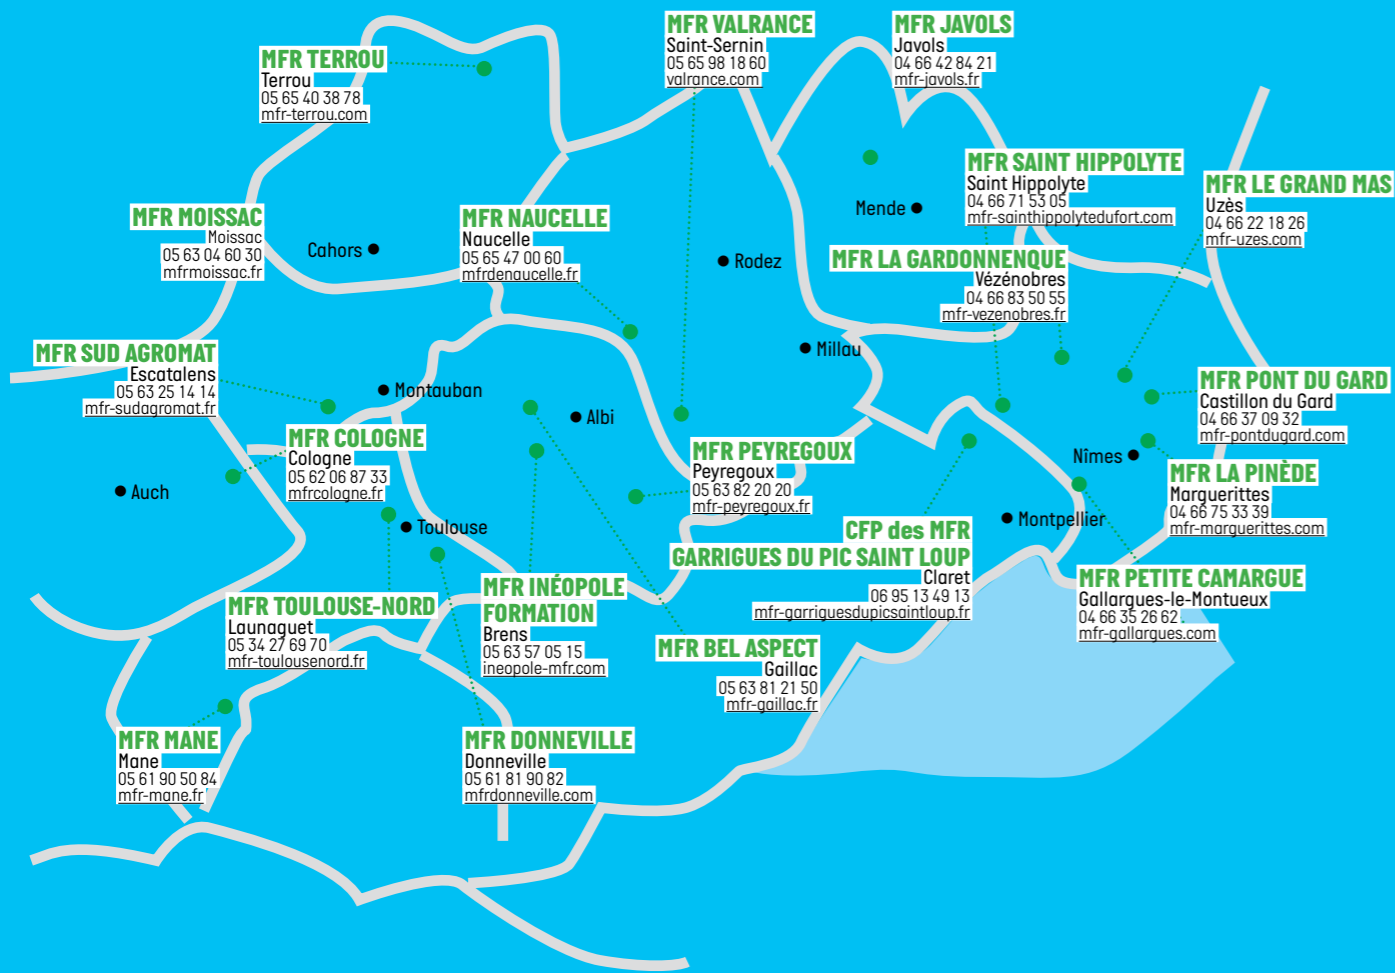 MFR VALRANCE
Saint-Sernin
05 65 98 18 60
valrance.com
MFR JAVOLS
Javols
04 66 42 84 21
mfr-javols.fr
MFR TERROU
Terrou
05 65 40 38 78
mfr-terrou.com
MFR SAINT HIPPOLYTE
Saint Hippolyte
04 66 71 53 05
mfr-sainthippolytedufort.com
MFR LE GRAND MAS
Uzès
04 66 22 18 26
mfr-uzes.com
Mende
MFR MOISSAC
Moissac
05 63 04 60 30
mfrmoissac.fr
Cahors
MFR NAUCELLE
Naucelle
05 65 47 00 60
mfrdenaucelle.fr
Rodez
MFR LA GARDONNENQUE
Vézénobres
04 66 83 50 55
mfr-vezenobres.fr
MFR SUD AGROMAT
Escatalens
05 63 25 14 14
mfr-sudagromat.fr
Montauban
Millau
Albi
MFR PONT DU GARD
Castillon du Gard
04 66 37 09 32
mfr-pontdugard.com
MFR COLOGNE
Cologne
05 62 06 87 33
mfrcologne.fr
MFR PEYREGOUX
Peyregoux
05 63 82 20 20
mfr-peyregoux.fr
Nîmes
MFR LA PINÈDE
Marguerittes
04 66 75 33 39
mfr-marguerittes.com
Auch
Toulouse
Montpellier
CFP des MFR
GARRIGUES DU PIC SAINT LOUP
Claret
06 95 13 49 13
mfr-garriguesdupicsaintloup.fr
MFR PETITE CAMARGUE
Gallargues-le-Montueux
04 66 35 26 62
mfr-gallargues.com
MFR TOULOUSE-NORD
Launaguet
05 34 27 69 70
mfr-toulousenord.fr
MFR INÉOPOLE
FORMATION
Brens
05 63 57 05 15
ineopole-mfr.com
MFR BEL ASPECT
Gaillac
05 63 81 21 50
mfr-gaillac.fr
MFR MANE
Mane
05 61 90 50 84
mfr-mane.fr
MFR DONNEVILLE
Donneville
05 61 81 90 82
mfrdonneville.com